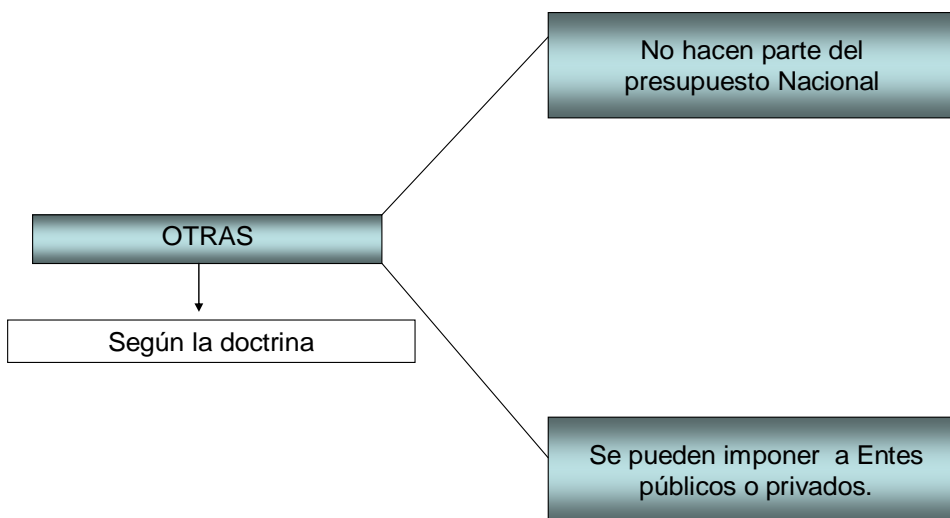 No hacen parte del
presupuesto Nacional
OTRAS
Según la doctrina
Se pueden imponer a Entes
públicos o privados.